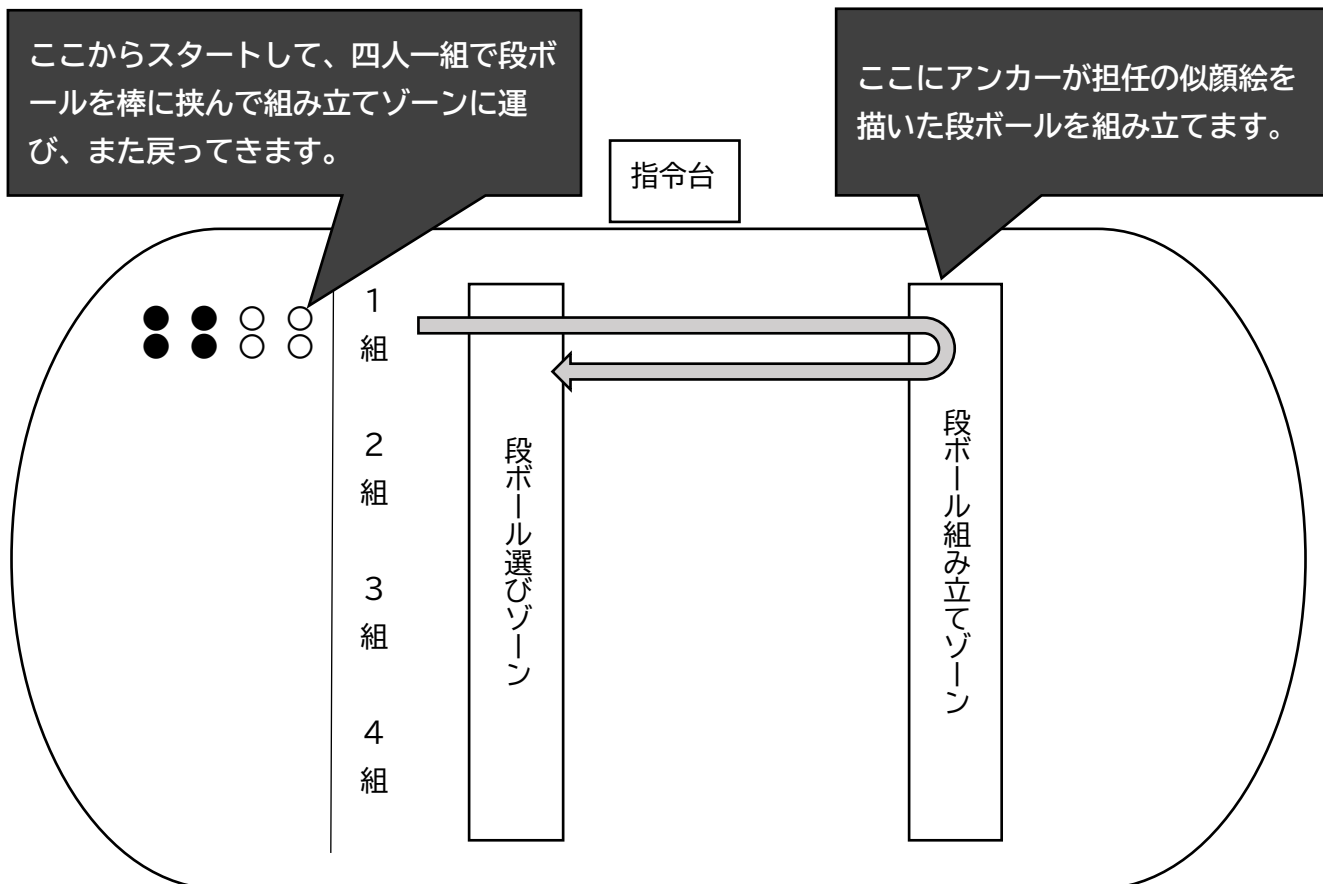 ここからスタートして、四人一組で段ボ
ールを棒に挟んで組み立てゾーンに運
び、また戻ってきます。
ここにアンカーが担任の似顔絵を
描いた段ボールを組み立てます。
指令台
1
組
2
組
3
組
4
組
段ボール選びゾーン
段ボール組み立てゾーン